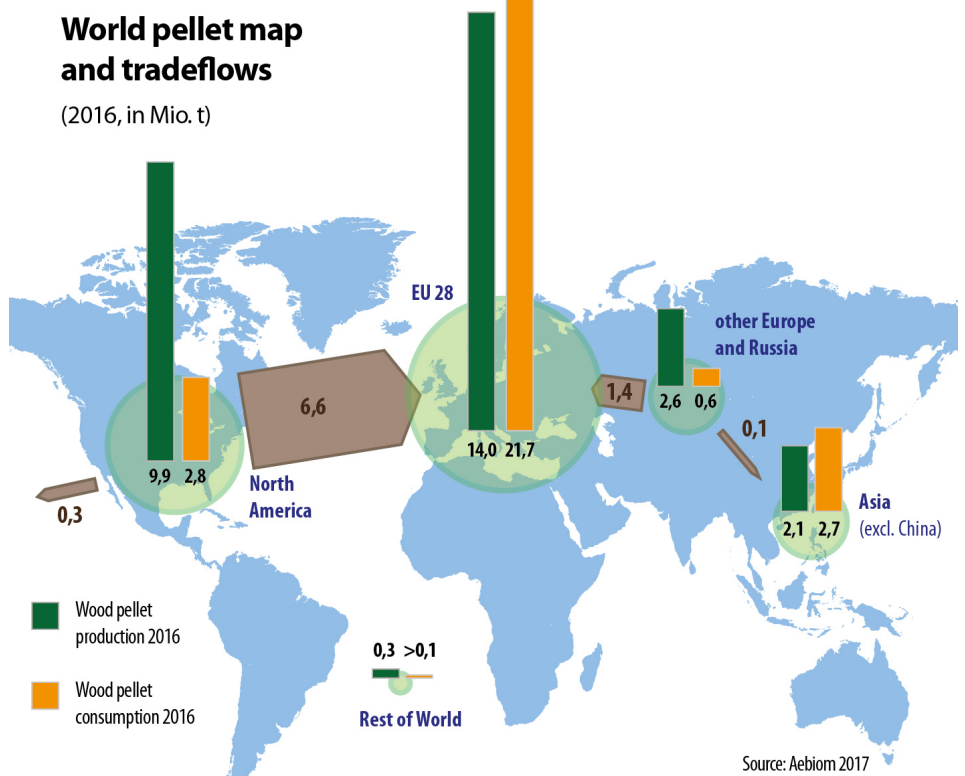 World pellet map
and tradeflows
(2016, in Mio. t)
EU 28
other Europe
and Russia
6,6
1,4
2,6 0,6
0,1
14,0 21,7
9,9 2,8
North
America
0,3
Asia
(excl. China)
2,1 2,7
Wood pellet
production 2016
Wood pellet
consumption 2016
0,3 >0,1
Rest of World
Source: Aebiom 2017